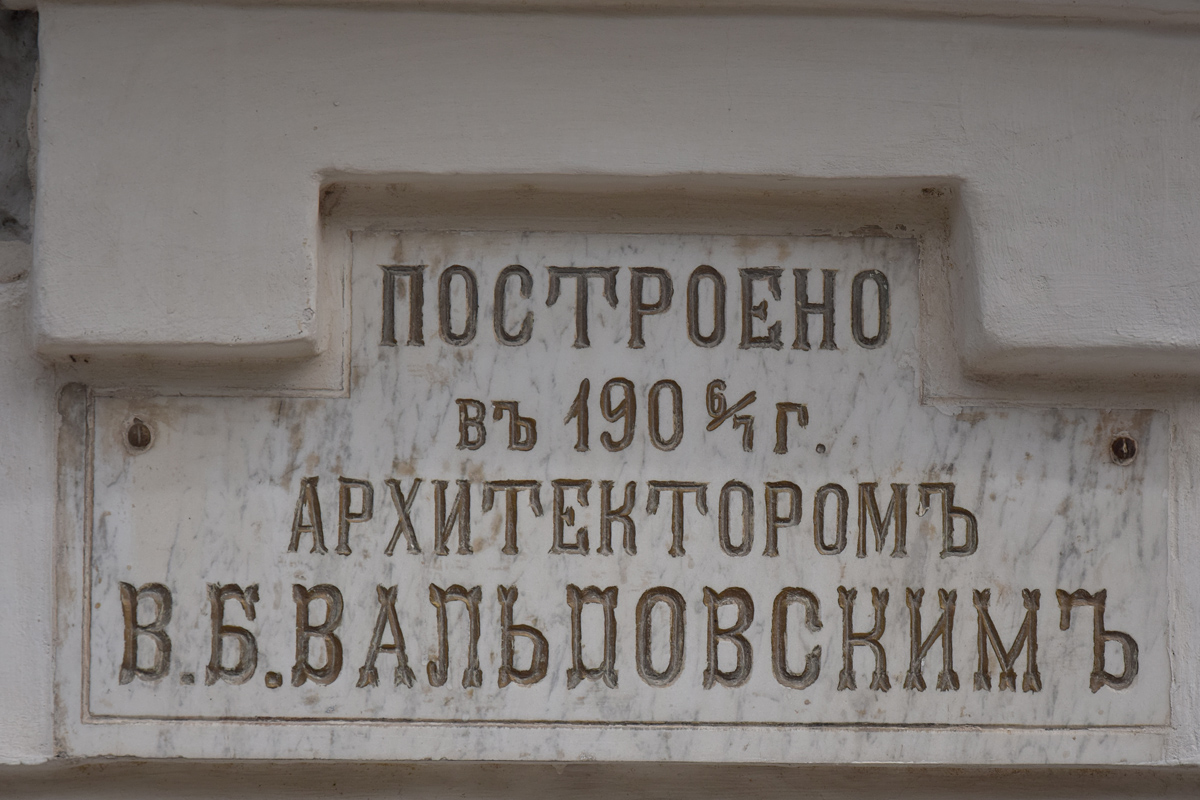 ПОСТРОЕНО
въ 190 6/7 г.
АРХИТЕКТОРОМЪ
В.Б.ВАЛЬДОВСКИМЪ